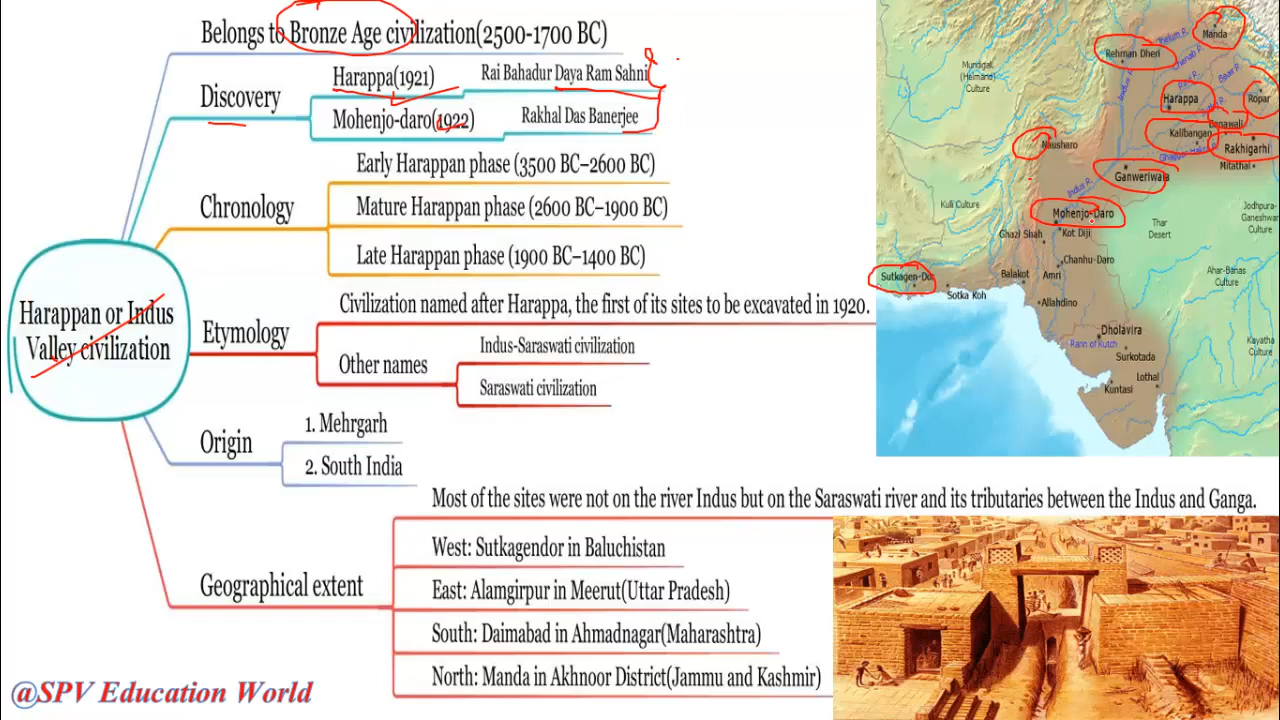 Belongs to Bronze Age civilization(2500-1700 BC)
Discovery
Harappa(1921)
Rai Bahadur Daya Ram Sahni
Mohenjo-daro(1922)
Rakhal Das Banerjee
Chronology
Early Harappan phase (3500 BC–2600 BC)
Mature Harappan phase (2600 BC–1900 BC)
Late Harappan phase (1900 BC–1400 BC)
Harappan or Indus
Valley civilization
Etymology
Civilization named after Harappa, the first of its sites to be excavated in 1920.
Other names
Indus-Saraswati civilization
Saraswati civilization
Origin
1. Mehrgarh
2. South India
Geographical extent
Most of the sites were not on the river Indus but on the Saraswati river and its tributaries between the Indus and Ganga.
West: Sutkagendor in Baluchistan
East: Alamgirpur in Meerut(Uttar Pradesh)
South: Daimabad in Ahmadnagar(Maharashtra)
North: Manda in Akhnoor District(Jammu and Kashmir)
@SPV Education World
Manda
Rehman Dheri
Mundigak
(Helmand)
Culture
Harappa
Ropar
Kalibangan
Nausharo
Rakhigarhi
Mitathal
Ganweriwala
Indus R.
Kuli Culture
Mohenjo-Daro
Ghazi Shah
Kot Diji
Thar
Desert
Jodhpura-
Ganeshwar
Culture
Chanhu-Daro
Sutkagen-Do
Balakot
Amri
Sotka Koh
Allahdino
Ahar-Banas
Culture
Dholavira
Rann of Kutch
Surkotada
Kayatha
Culture
Lothal
Kuntasi